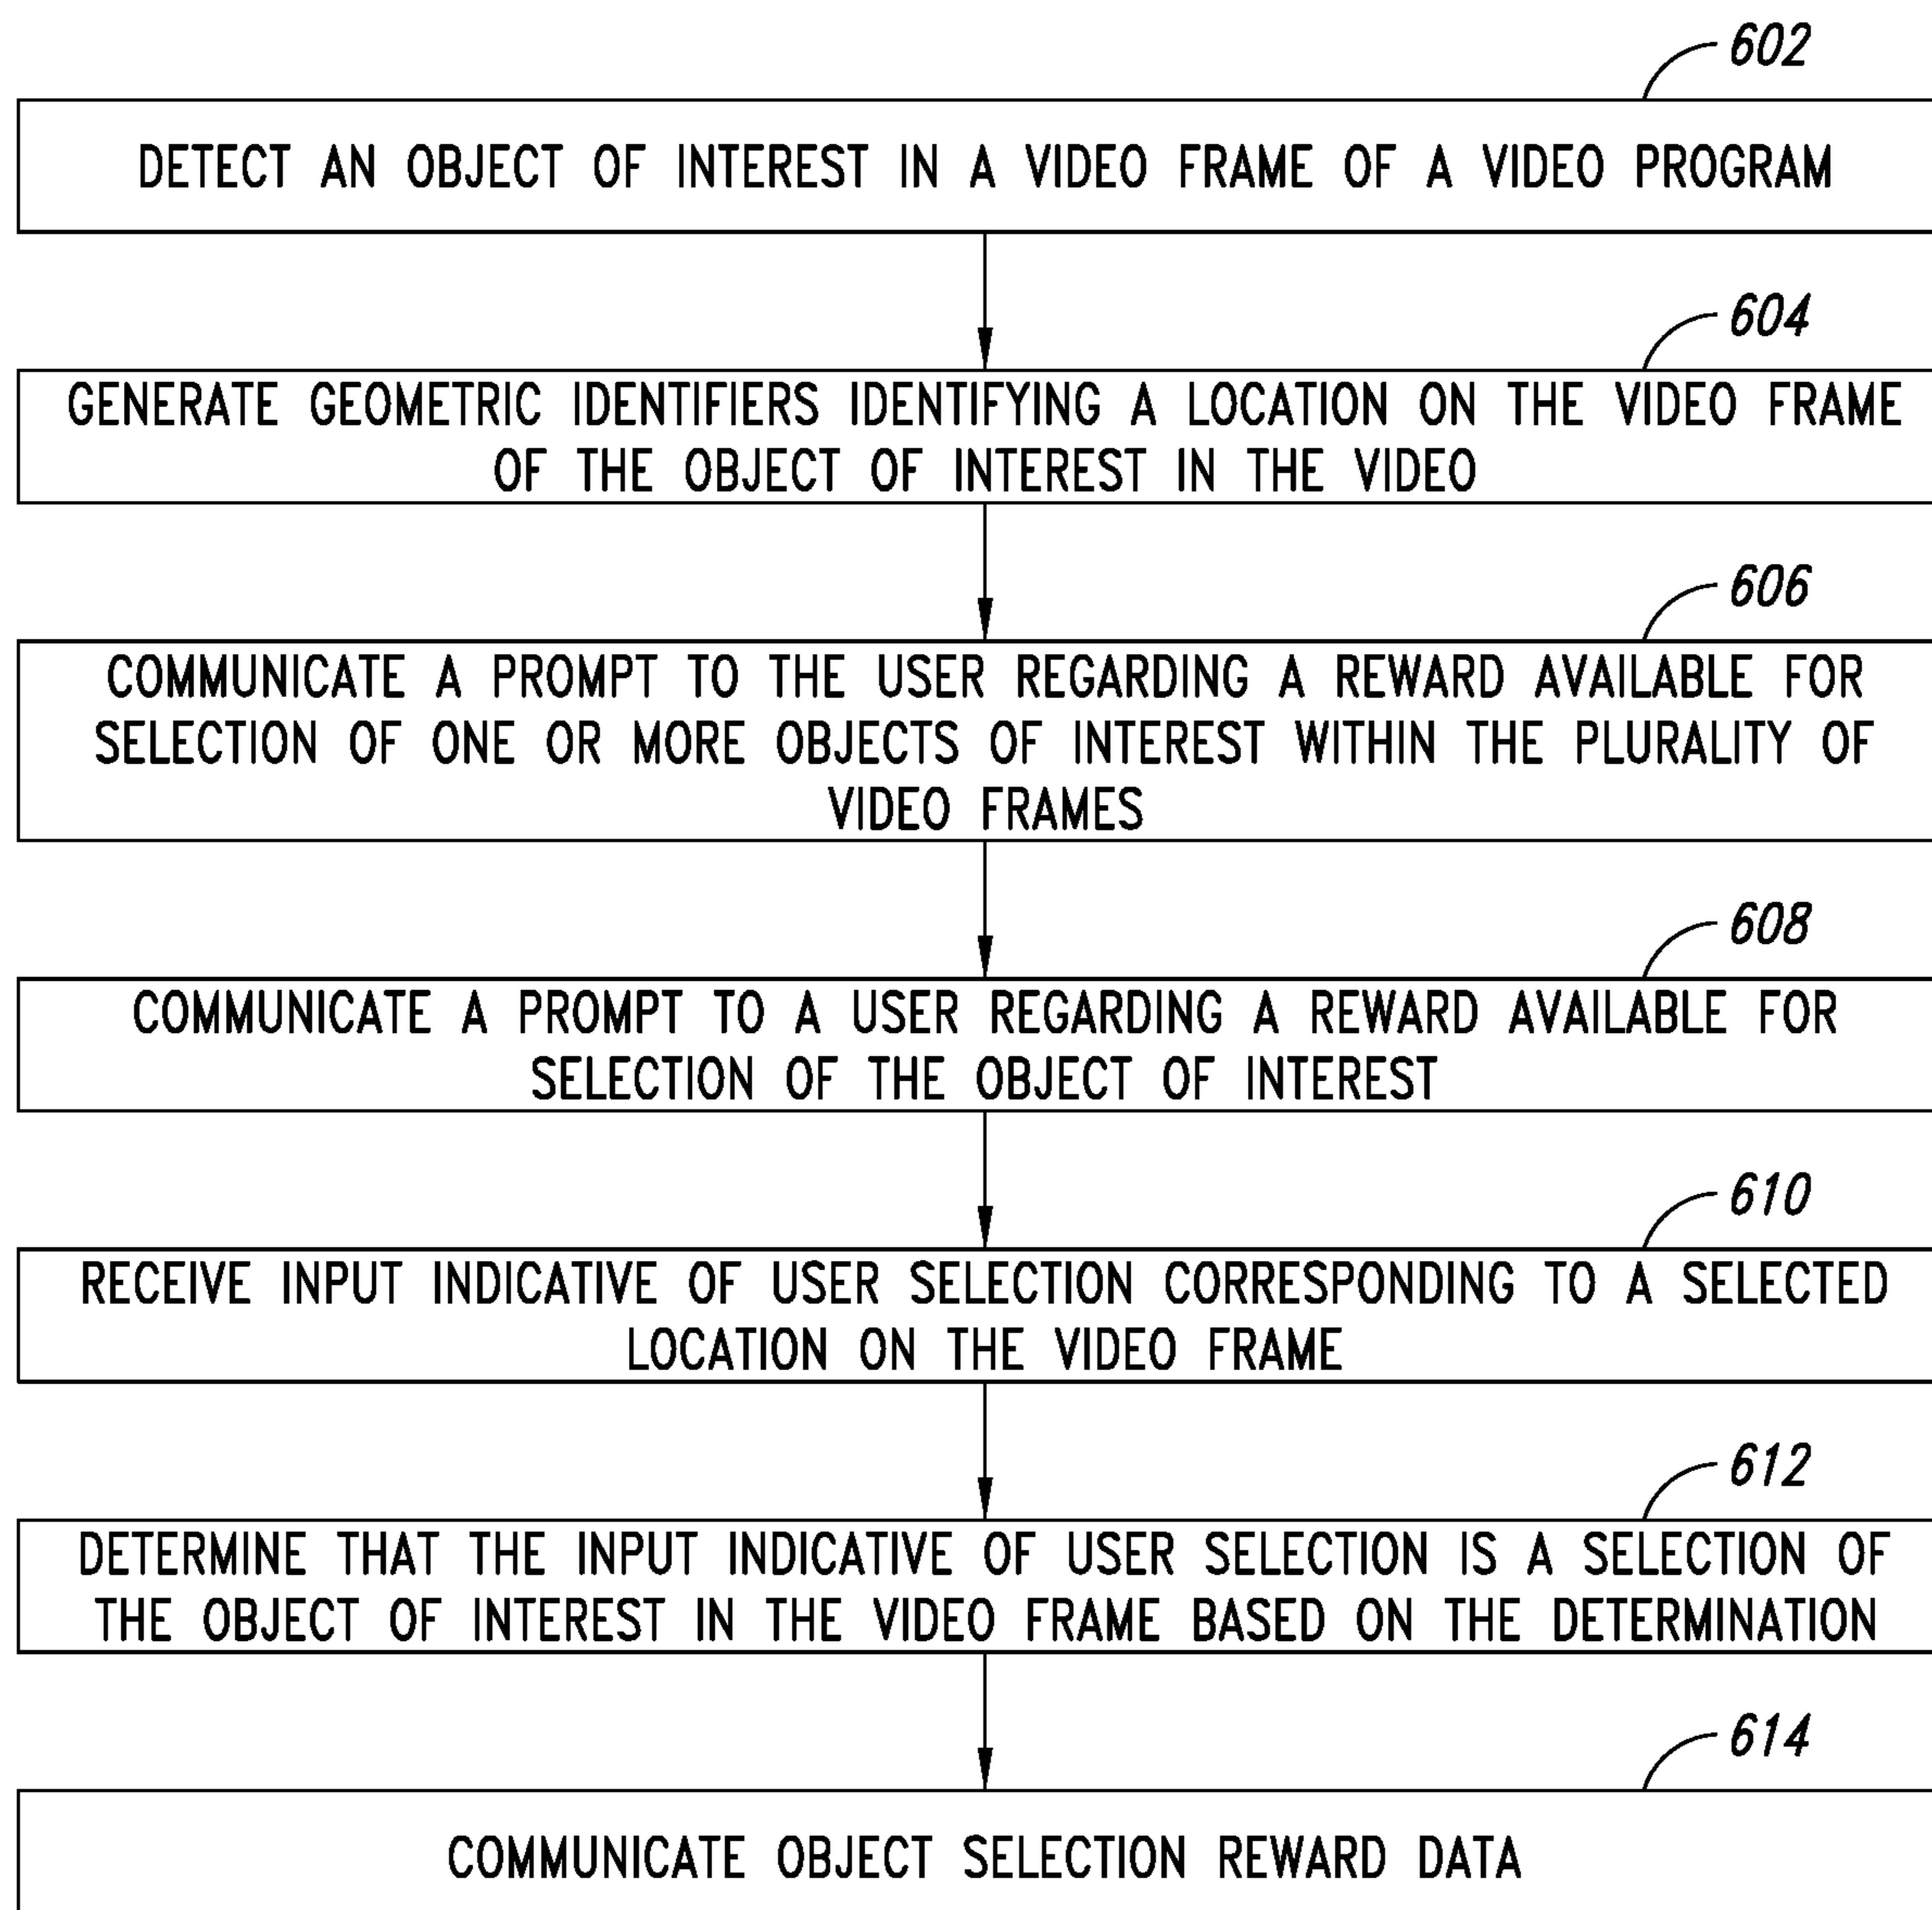 602
DETECT AN OBJECT OF INTEREST IN A VIDEO FRAME OF A VIDEO PROGRAM
604
GENERATE GEOMETRIC IDENTIFIERS IDENTIFYING A LOCATION ON THE VIDEO FRAME
OF THE OBJECT OF INTEREST IN THE VIDEO
606
COMMUNICATE A PROMPT TO THE USER REGARDING A REWARD AVAILABLE FOR
SELECTION OF ONE OR MORE OBJECTS OF INTEREST WITHIN THE PLURALITY OF
VIDEO FRAMES
608
COMMUNICATE A PROMPT TO A USER REGARDING A REWARD AVAILABLE FOR
SELECTION OF THE OBJECT OF INTEREST
610
RECEIVE INPUT INDICATIVE OF USER SELECTION CORRESPONDING TO A SELECTED
LOCATION ON THE VIDEO FRAME
612
DETERMINE THAT THE INPUT INDICATIVE OF USER SELECTION IS A SELECTION OF
THE OBJECT OF INTEREST IN THE VIDEO FRAME BASED ON THE DETERMINATION
614
COMMUNICATE OBJECT SELECTION REWARD DATA